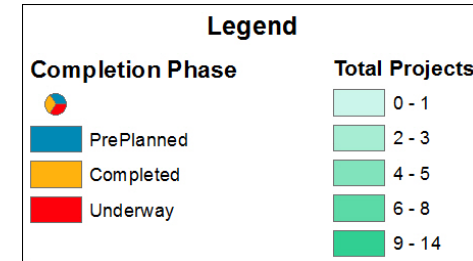 Legend
Completion Phase
PrePlanned
Completed
Underway
Total Projects
0 - 1
2 - 3
4 - 5
6 - 8
9 - 14